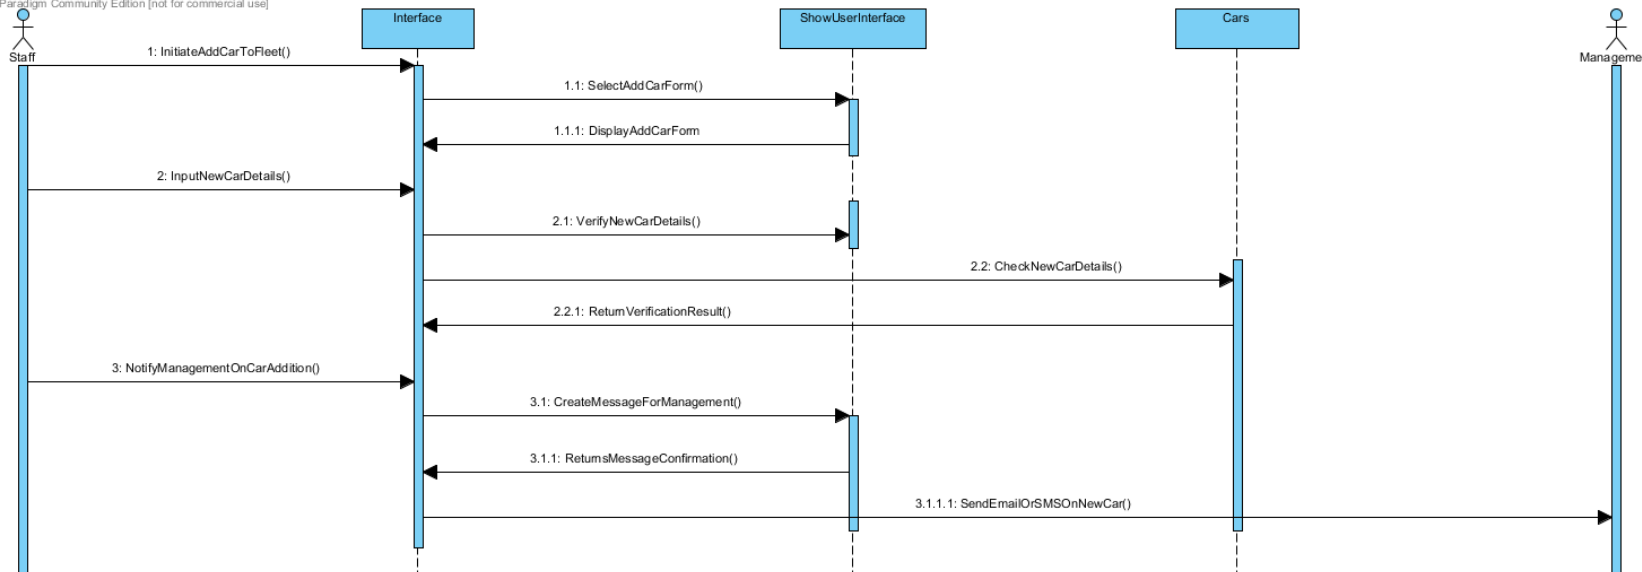 Paradigm Community Edition [not for commercial use]
Interface
ShowUserInterface
Cars
Staff
Manageme
1: InitiateAddCarToFleet()
1.1: SelectAddCarForm()
1.1.1: DisplayAddCarForm
2: InputNewCarDetails()
2.1: VerifyNewCarDetails()
2.2: CheckNewCarDetails()
2.2.1: ReturnVerificationResult()
3: NotifyManagementOnCarAddition()
3.1: CreateMessageForManagement()
3.1.1: ReturnsMessageConfirmation()
3.1.1.1: SendEmailOrSMSOnNewCar()